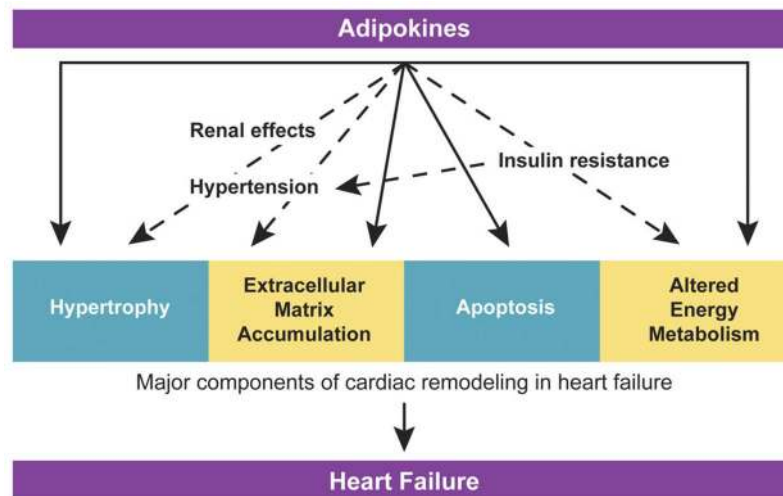 Adipokines
Renal effects
Insulin resistance
Hypertension
Hypertrophy
Extracellular
Matrix
Accumulation
Apoptosis
Altered
Energy
Metabolism
Major components of cardiac remodeling in heart failure
Heart Failure